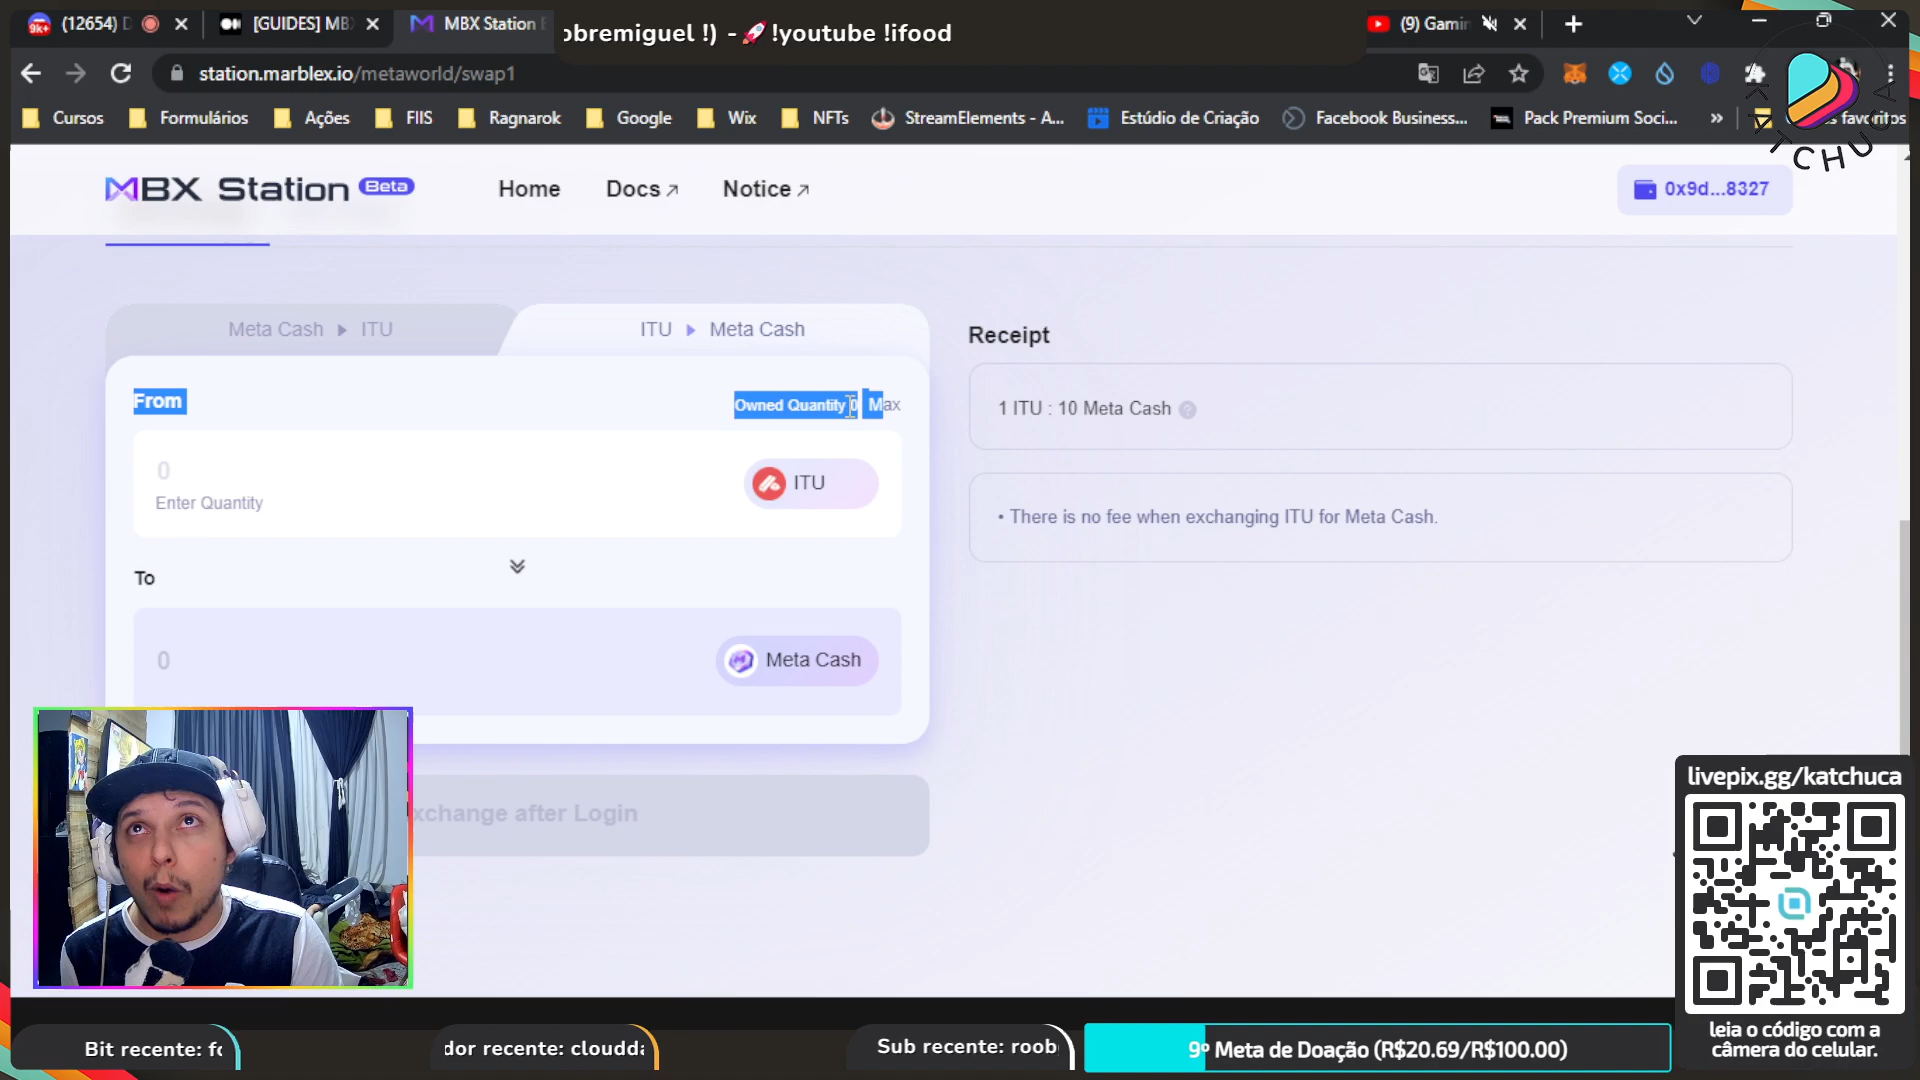 (12654) D
[GUIDES] MBX
MBX Station
obremiguel !) -🚀 !youtube !ifood
(9) Gamin
station.marblex.io/metaworld/swap1
Cursos
Formulários
Ações
FIIS
Ragnarok
Google
Wix
NFTs
StreamElements - A...
Estúdio de Criação
Facebook Business...
Pack Premium Soci...
»
favoritos
KATCHUCA
MBX Station Beta
Home
Docs
Notice
0x9d...8327
Meta Cash ▶ ITU
ITU ▶ Meta Cash
From
Owned Quantity 0
Max
0
Enter Quantity
ITU
To
0
Meta Cash
xchange after Login
Receipt
1 ITU : 10 Meta Cash
• There is no fee when exchanging ITU for Meta Cash.
livepix.gg/katchuca
leia o código com a
câmera do celular.
Bit recente: fo
dor recente: cloudda
Sub recente: roob
9º Meta de Doação (R$20.69/R$100.00)